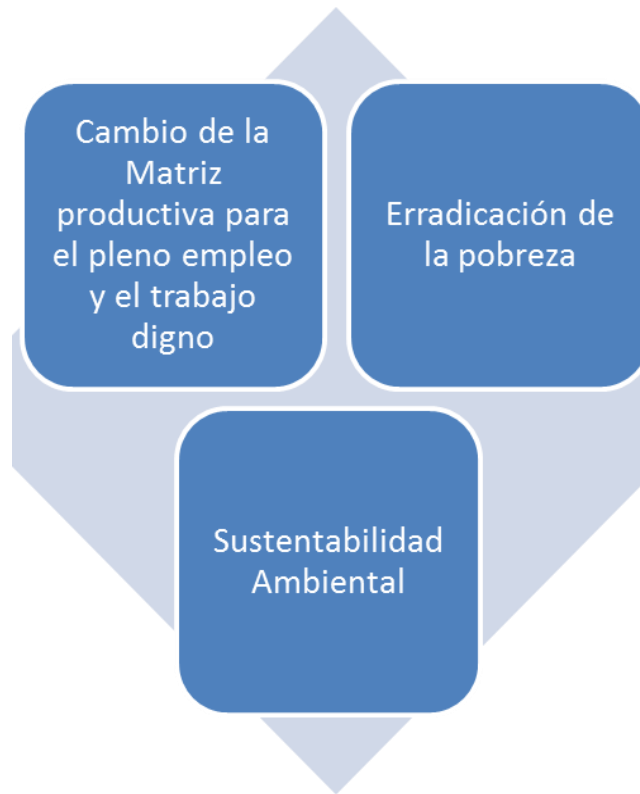 Cambio de la
Matriz
productiva para
el pleno empleo
y el trabajo
digno
Erradicación de
la pobreza
Sustentabilidad
Ambiental